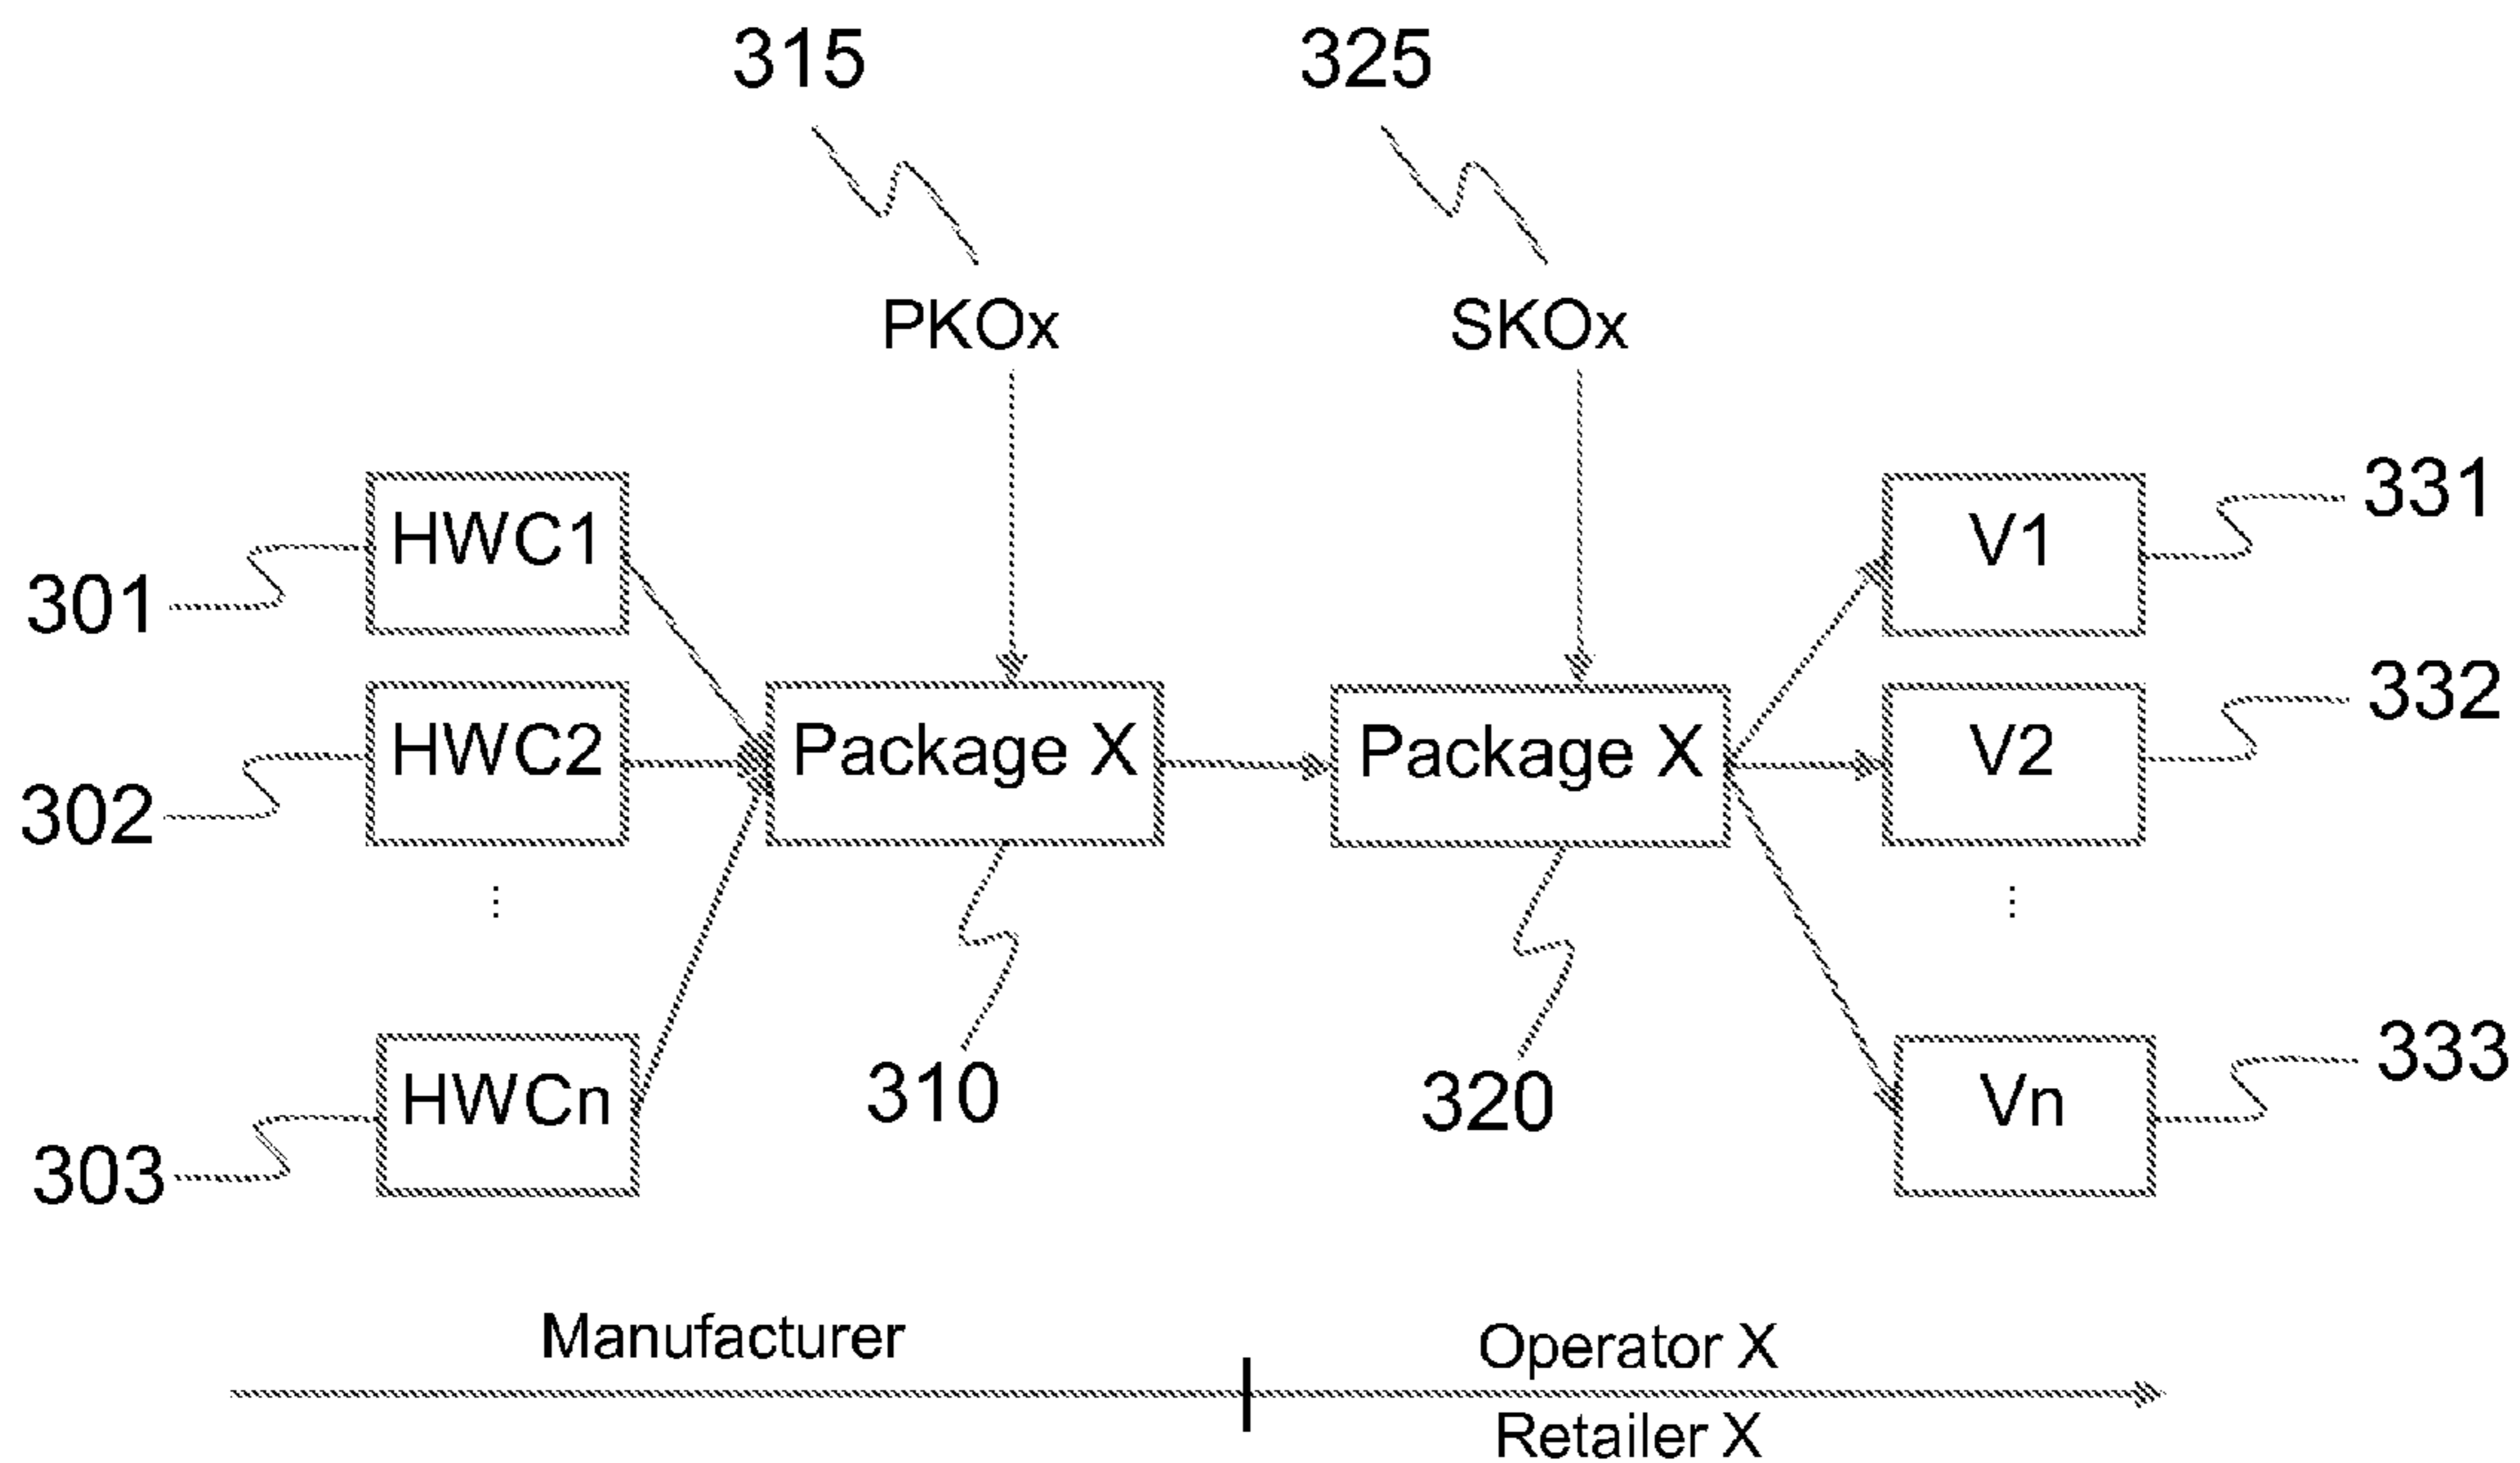 315
325
PKOx
SKOx
HWC1
V1
331
301
HWC2
Package X
Package X
V2
332
302
⋮
⋮
HWCn
310
320
Vn
333
303
Manufacturer
Operator X
Retailer X